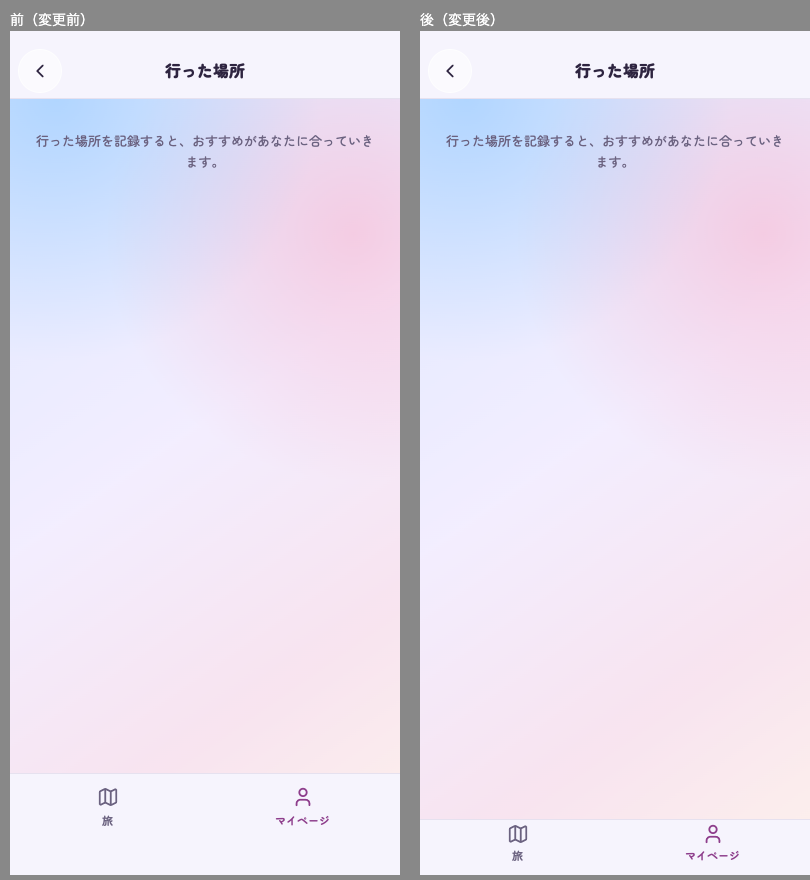 前（変更前）
行った場所
行った場所を記録すると、おすすめがあなたに合っていき
ます。
旅
マイページ
後（変更後）
行った場所
行った場所を記録すると、おすすめがあなたに合っていき
ます。
旅
マイページ